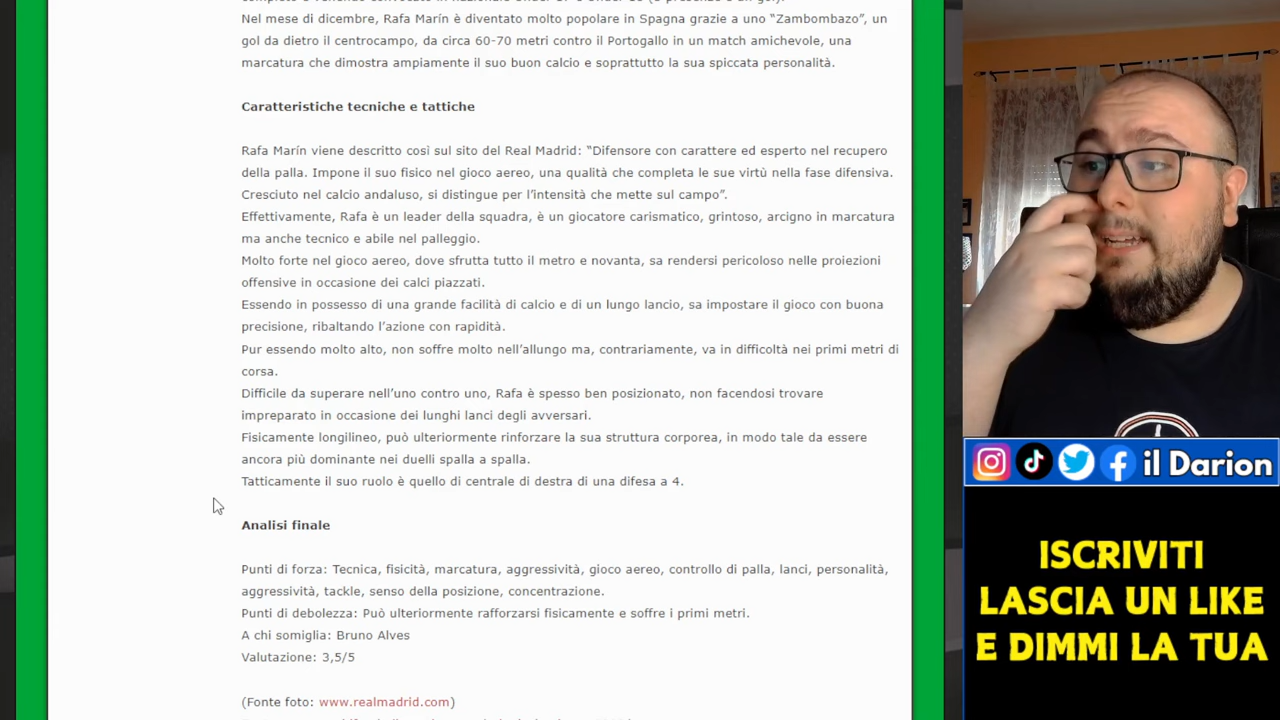 Nel mese di dicembre, Rafa Marín è diventato molto popolare in Spagna grazie a uno “Zambombazo”, un
gol da dietro il centrocampo, da circa 60-70 metri contro il Portogallo in un match amichevole, una
marcatura che dimostra ampiamente il suo buon calcio e soprattutto la sua spiccata personalità.
Caratteristiche tecniche e tattiche
Rafa Marín viene descritto così sul sito del Real Madrid: “Difensore con carattere ed esperto nel recupero
della palla. Impone il suo fisico nel gioco aereo, una qualità che completa le sue virtù nella fase difensiva.
Cresciuto nel calcio andaluso, si distingue per l’intensità che mette sul campo”.
Effettivamente, Rafa è un leader della squadra, è un giocatore carismatico, grintoso, arcigno in marcatura
ma anche tecnico e abile nel palleggio.
Molto forte nel gioco aereo, dove sfrutta tutto il metro e novanta, sa rendersi pericoloso nelle proiezioni
offensive in occasione dei calci piazzati.
Essendo in possesso di una grande facilità di calcio e di un lungo lancio, sa impostare il gioco con buona
precisione, ribaltando l’azione con rapidità.
Pur essendo molto alto, non soffre molto nell’allungo ma, contrariamente, va in difficoltà nei primi metri di
corsa.
Difficile da superare nell’uno contro uno, Rafa è spesso ben posizionato, non facendosi trovare
impreparato in occasione dei lunghi lanci degli avversari.
Fisicamente longilineo, può ulteriormente rinforzare la sua struttura corporea, in modo tale da essere
ancora più dominante nei duelli spalla a spalla.
Tatticamente il suo ruolo è quello di centrale di destra di una difesa a 4.
Analisi finale
Punti di forza: Tecnica, fisicità, marcatura, aggressività, gioco aereo, controllo di palla, lanci, personalità,
aggressività, tackle, senso della posizione, concentrazione.
Punti di debolezza: Può ulteriormente rafforzarsi fisicamente e soffre i primi metri.
A chi somiglia: Bruno Alves
Valutazione: 3,5/5
(Fonte foto: www.realmadrid.com)
il Darion
ISCRIVITI
LASCIA UN LIKE
E DIMMI LA TUA